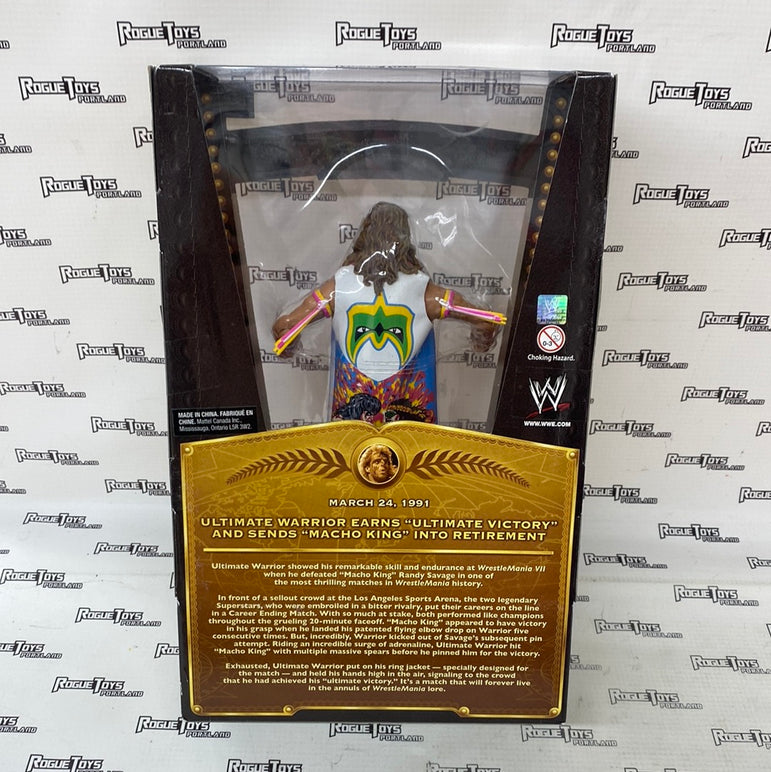 ROGUE TOYS
PORTLAND
0-3
Choking Hazard.
W
WWW.WWE.COM
MADE IN CHINA. FABRIQUÉ EN
CHINE. Mattel Canada Inc.,
Mississauga, Ontario L5R 3W2.
MARCH 24, 1991
ULTIMATE WARRIOR EARNS “ULTIMATE VICTORY”
AND SENDS “MACHO KING” INTO RETIREMENT
Ultimate Warrior showed his remarkable skill and endurance at WrestleMania VII
when he defeated “Macho King” Randy Savage in one of
the most thrilling matches in WrestleMania history.
In front of a sellout crowd at the Los Angeles Sports Arena, the two legendary
Superstars, who were embroiled in a bitter rivalry, put their careers on the line
in a Career Ending Match. With so much at stake, both performed like champions
throughout the grueling 20-minute faceoff. “Macho King” appeared to have victory
in his grasp when he landed his patented flying elbow drop on Warrior five
consecutive times. But, incredibly, Warrior kicked out of Savage's subsequent pin
attempt. Riding an incredible surge of adrenaline, Ultimate Warrior hit
“Macho King” with multiple massive spears before he pinned him for the victory.
Exhausted, Ultimate Warrior put on his ring jacket — specially designed for
the match — and held his hands high in the air, signaling to the crowd
that he had achieved his “ultimate victory.” It's a match that will forever live
in the annuls of WrestleMania lore.